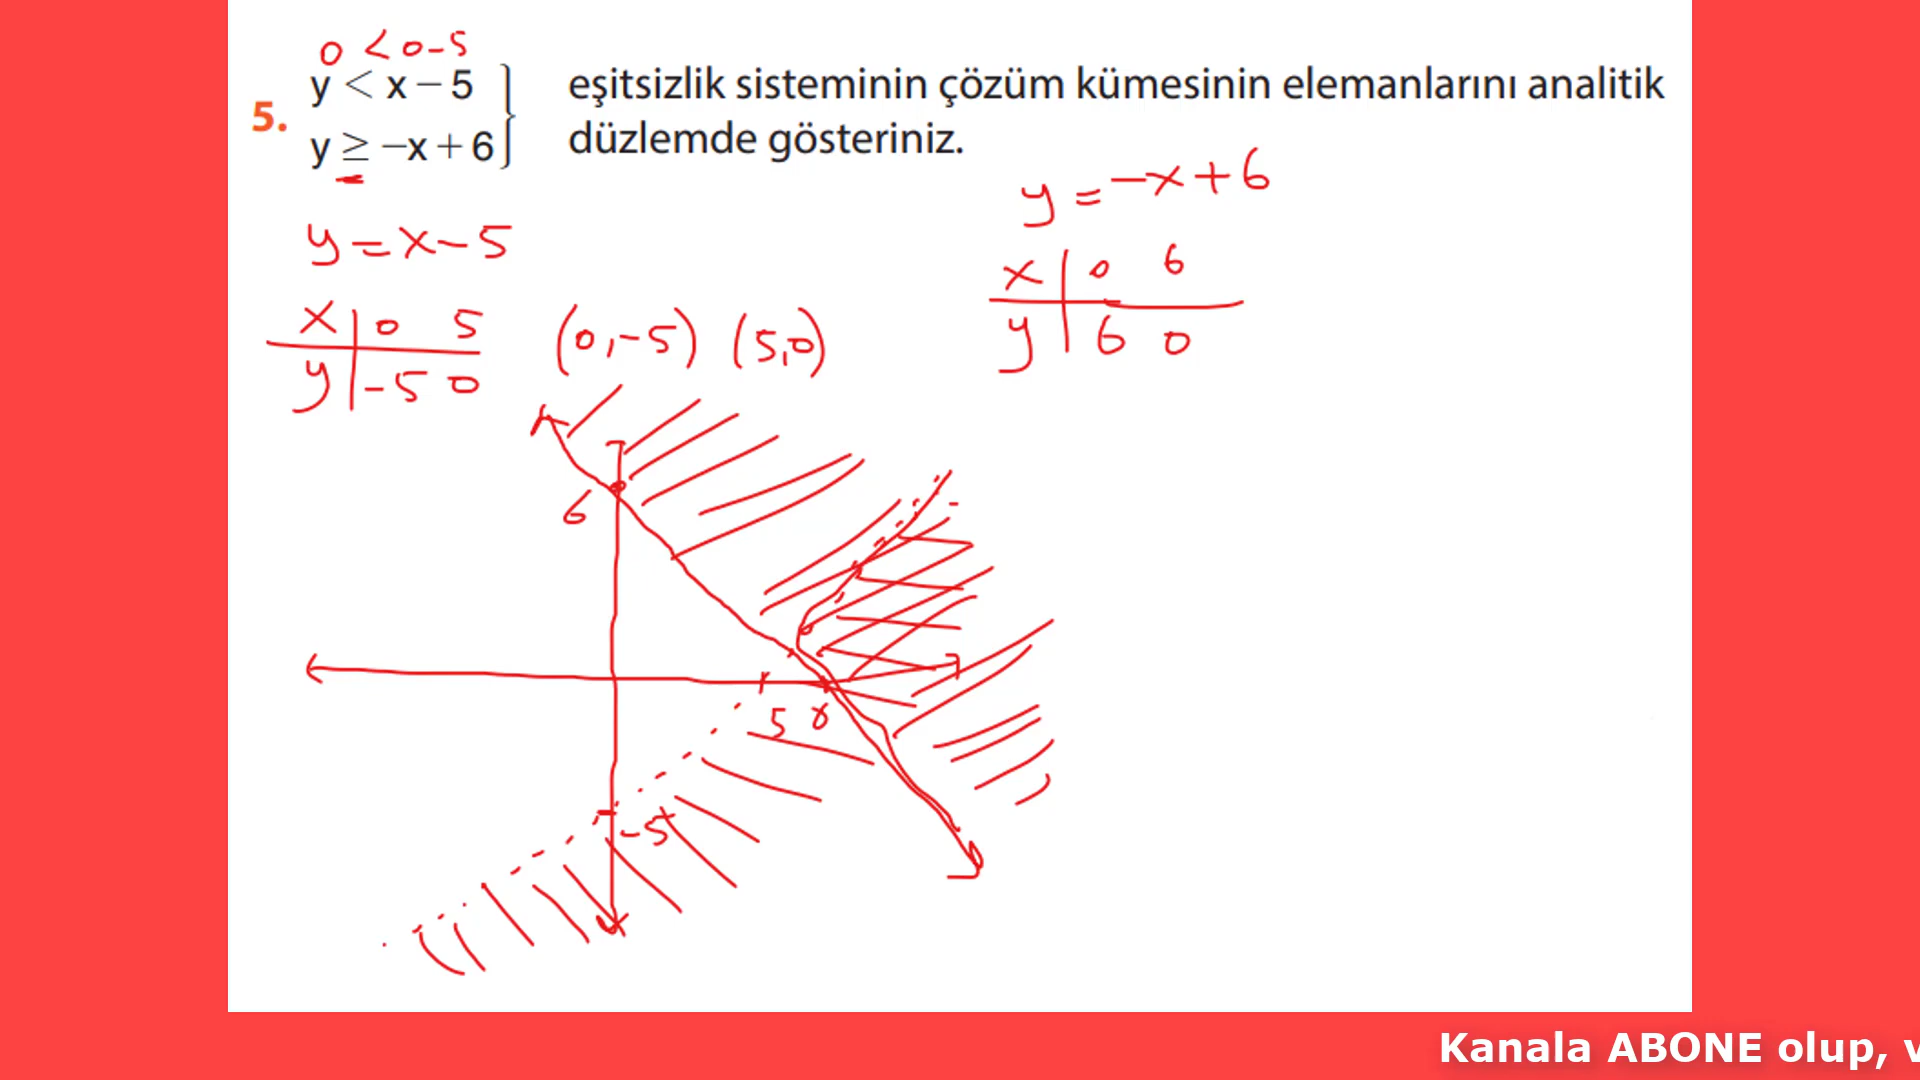 0 < 0 - 5
5. y < x - 5
y ≥ -x + 6
eşitsizlik sisteminin çözüm kümesinin elemanlarını analitik
düzlemde gösteriniz.
y = x - 5
x | 0 5
y | -5 0
(0, -5) (5, 0)
y = -x + 6
x | 0 6
y | 6 0
6
5 6
-5
Kanala ABONE olup, v